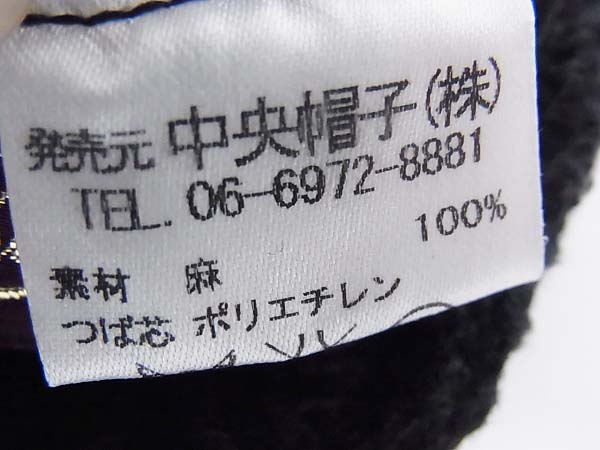 発売元 中央帽子(株)
TEL. 06-6972-8881
素材 麻 100%
つば芯 ポリエチレン